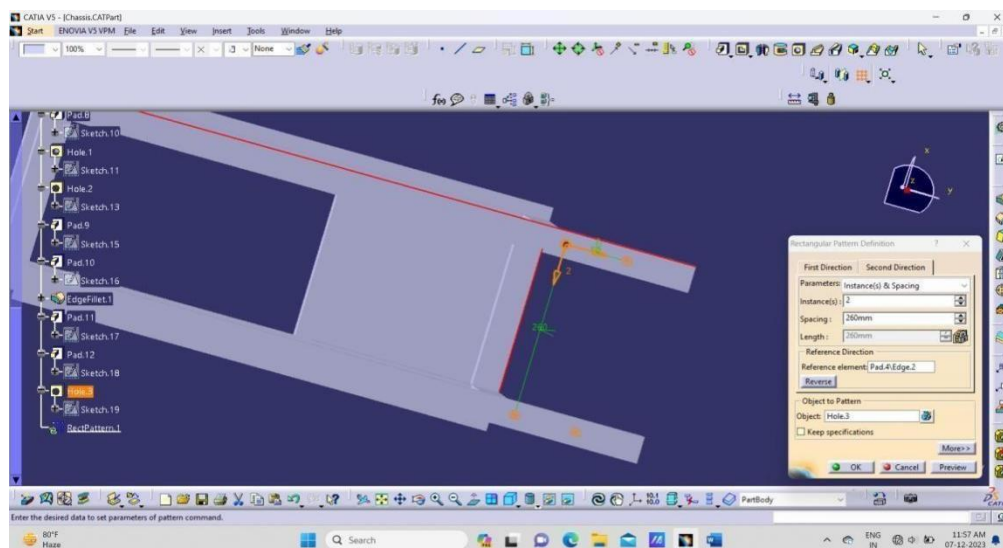 CATIA V5 - [Chassis.CATPart]
Start ENOVIA V5 VPM File Edit View Insert Tools Window Help
100% None
Pad.8
Sketch.10
Hole.1
Sketch.11
Hole.2
Sketch.13
Pad.9
Sketch.15
Pad.10
Sketch.16
EdgeFillet.1
Pad.11
Sketch.17
Pad.12
Sketch.18
Hole.3
Sketch.19
RectPattern.1
2
260
x
y
z
Rectangular Pattern Definition ? ×
First Direction Second Direction
Parameters: Instance(s) & Spacing
Instance(s) : 2
Spacing : 260mm
Length : 260mm
Reference Direction
Reference element: Pad.4\Edge.2
Reverse
Object to Pattern
Object: Hole.3
Keep specifications
More>>
OK Cancel Preview
PartBody
Enter the desired data to set parameters of pattern command.
80°F
Haze
Search
ENG
IN
11:57 AM
07-12-2023